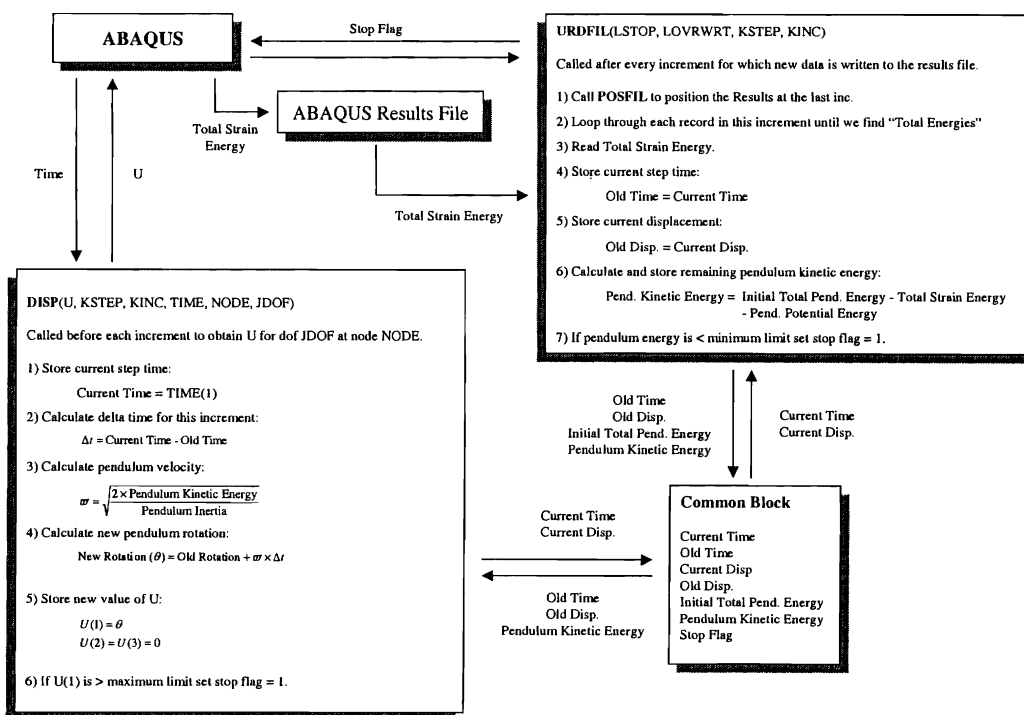 ABAQUS
Stop Flag
Total Strain
Energy
ABAQUS Results File
Time
U
Total Strain Energy
URDFIL(LSTOP, LOVRWRT, KSTEP, KINC)
Called after every increment for which new data is written to the results file.
1) Call POSFIL to position the Results at the last inc.
2) Loop through each record in this increment until we find “Total Energies”
3) Read Total Strain Energy.
4) Store current step time:
Old Time = Current Time
5) Store current displacement:
Old Disp. = Current Disp.
6) Calculate and store remaining pendulum kinetic energy:
Pend. Kinetic Energy = Initial Total Pend. Energy - Total Strain Energy
- Pend. Potential Energy
7) If pendulum energy is < minimum limit set stop flag = 1.
DISP(U, KSTEP, KINC, TIME, NODE, JDOF)
Called before each increment to obtain U for dof JDOF at node NODE.
1) Store current step time:
Current Time = TIME(1)
2) Calculate delta time for this increment:
Δt = Current Time - Old Time
3) Calculate pendulum velocity:
ϖ = √(2 × Pendulum Kinetic Energy
Pendulum Inertia)
4) Calculate new pendulum rotation:
New Rotation (θ) = Old Rotation + ϖ × Δt
5) Store new value of U:
U(1) = θ
U(2) = U(3) = 0
6) If U(1) is > maximum limit set stop flag = 1.
Old Time
Old Disp.
Initial Total Pend. Energy
Pendulum Kinetic Energy
Current Time
Current Disp.
Current Time
Current Disp.
Old Time
Old Disp.
Pendulum Kinetic Energy
Common Block
Current Time
Old Time
Current Disp
Old Disp.
Initial Total Pend. Energy
Pendulum Kinetic Energy
Stop Flag